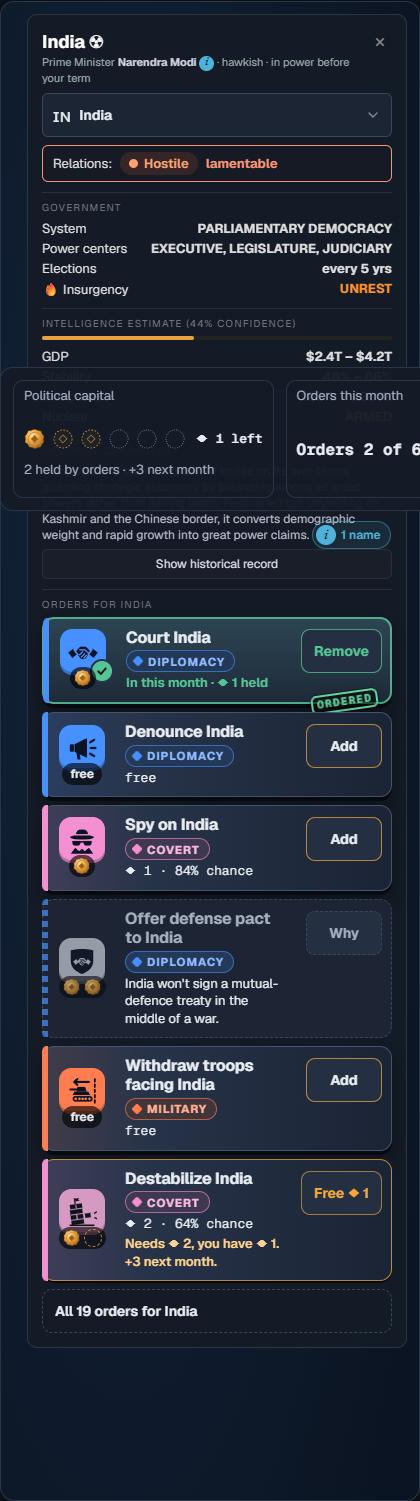 India ☢ ×
Prime Minister Narendra Modi i · hawkish · in power before
your term
IN India
Relations: Hostile lamentable
GOVERNMENT
System PARLIAMENTARY DEMOCRACY
Power centers EXECUTIVE, LEGISLATURE, JUDICIARY
Elections every 5 yrs
🔥 Insurgency UNREST
INTELLIGENCE ESTIMATE (44% CONFIDENCE)
GDP $2.4T – $4.2T
Stability
Political capital
1 left
2 held by orders · +3 next month
Orders this month
Orders 2 of 6
Nuclear ARMED
Kashmir and the Chinese border, it converts demographic
weight and rapid growth into great power claims. i 1 name
Show historical record
ORDERS FOR INDIA
Court India
DIPLOMACY
In this month · 1 held
Remove
ORDERED
Denounce India
DIPLOMACY
free
free
Add
Spy on India
COVERT
1 · 84% chance
Add
Offer defense pact
to India
DIPLOMACY
India won't sign a mutual-
defence treaty in the
middle of a war.
Why
Withdraw troops
facing India
MILITARY
free
free
Add
Destabilize India
COVERT
2 · 64% chance
Needs 2, you have 1.
+3 next month.
Free 1
All 19 orders for India